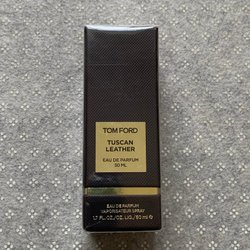 TOM FORD
TUSCAN
LEATHER
EAU DE PARFUM
50 ML
EAU DE PARFUM
VAPORISATEUR SPRAY
1.7 FL. OZ. LIQ./50 ml ℮